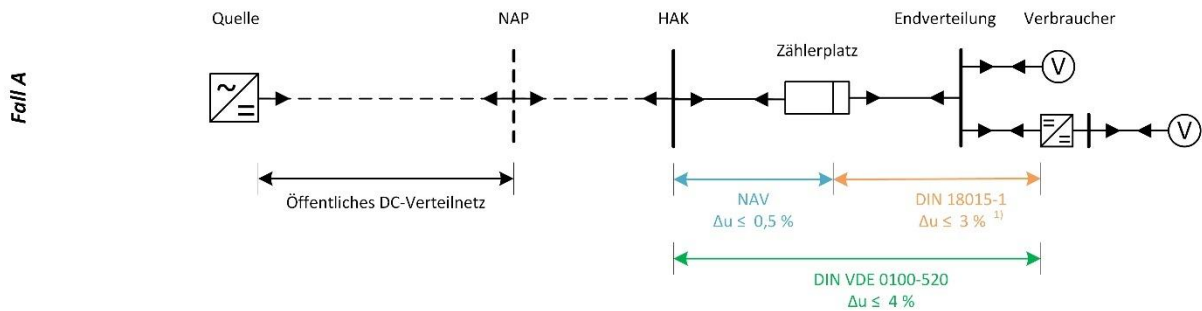 Quelle
NAP
HAK
Endverteilung
Verbraucher
Zählerplatz
Fall A
V
V
Öffentliches DC-Verteilnetz
NAV
Δu ≤ 0,5 %
DIN 18015-1
Δu ≤ 3 % ¹⁾
DIN VDE 0100-520
Δu ≤ 4 %